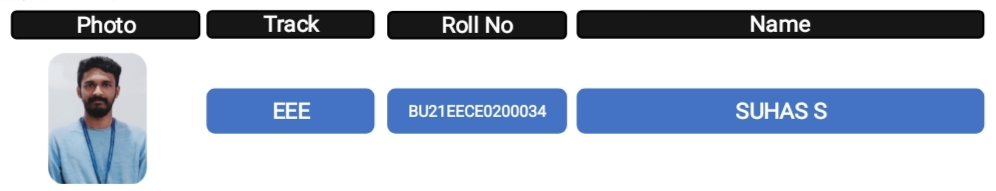 Photo Track Roll No Name
EEE BU21EECE0200034 SUHAS S